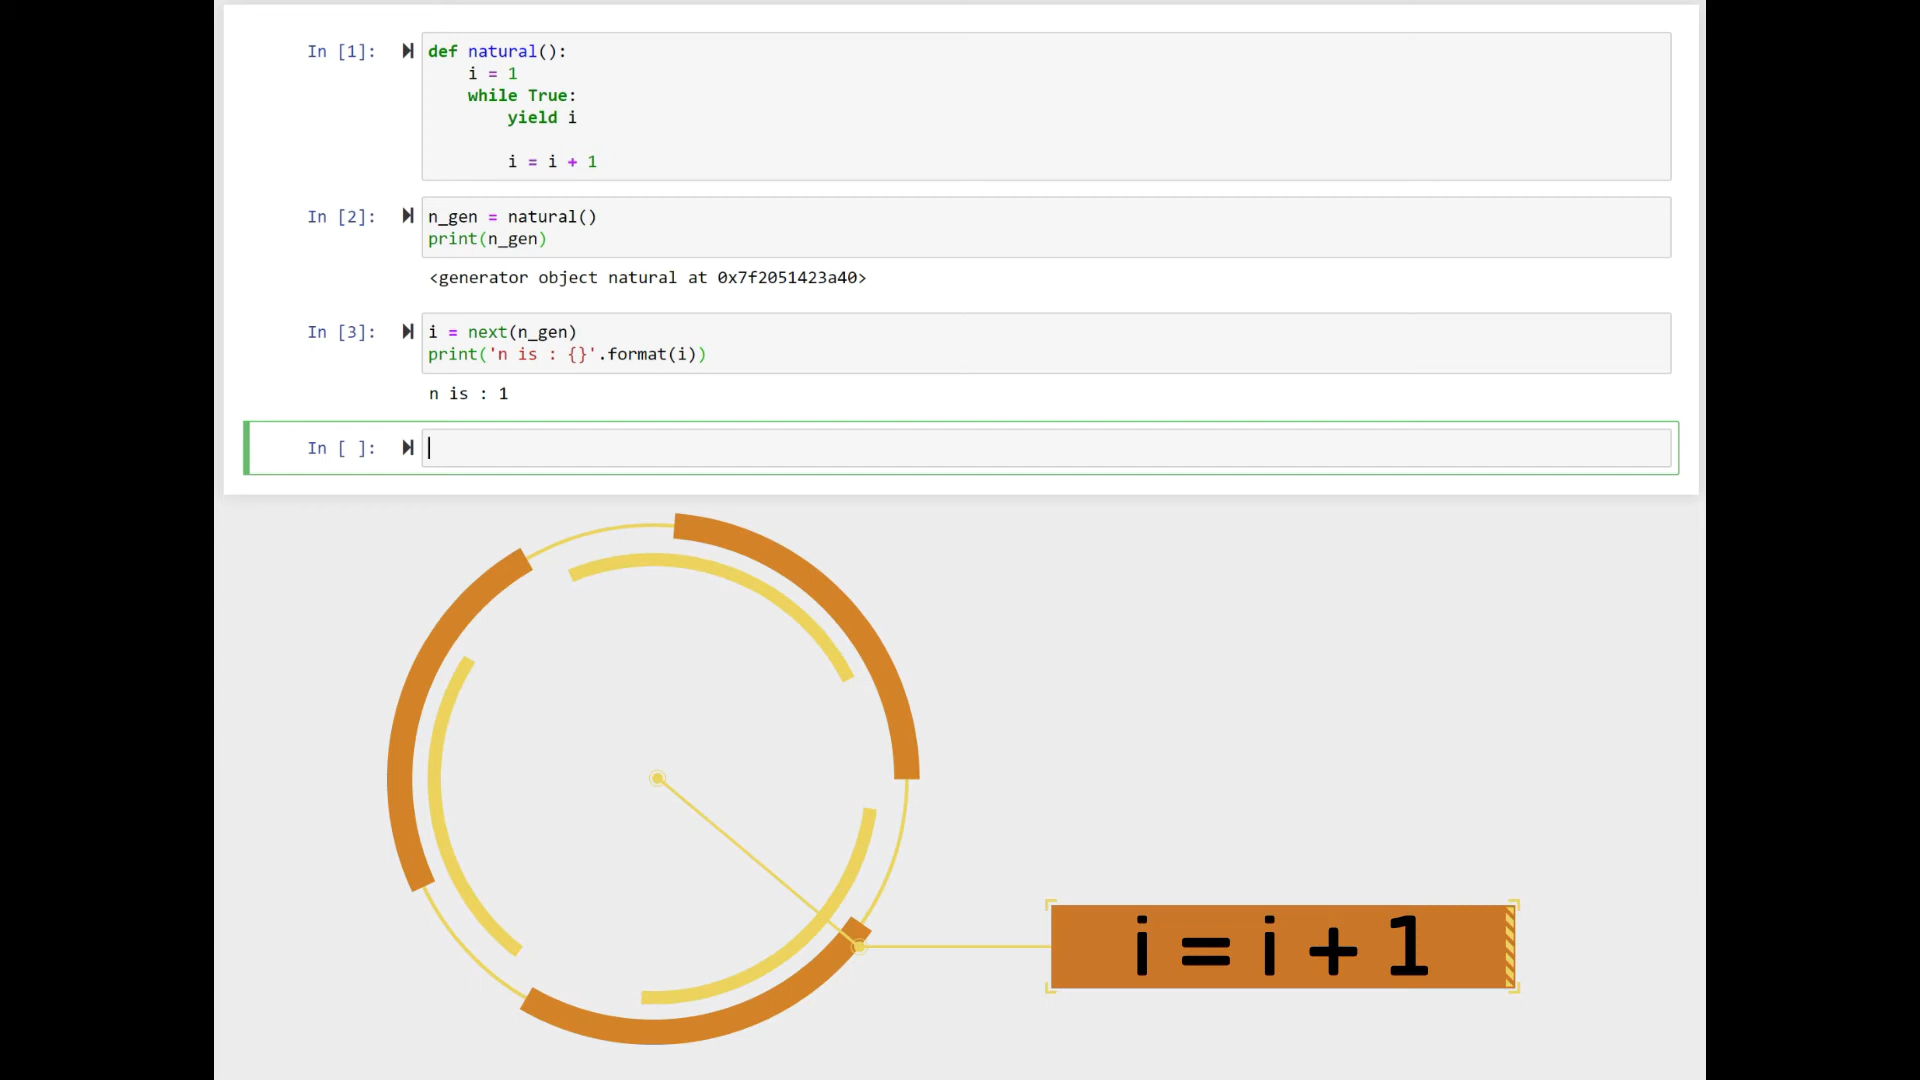 In [1]:
def natural():
    i = 1
    while True:
        yield i
        i = i + 1
In [2]:
n_gen = natural()
print(n_gen)
<generator object natural at 0x7f2051423a40>
In [3]:
i = next(n_gen)
print('n is : {}'.format(i))
n is : 1
In [ ]:
i = i + 1